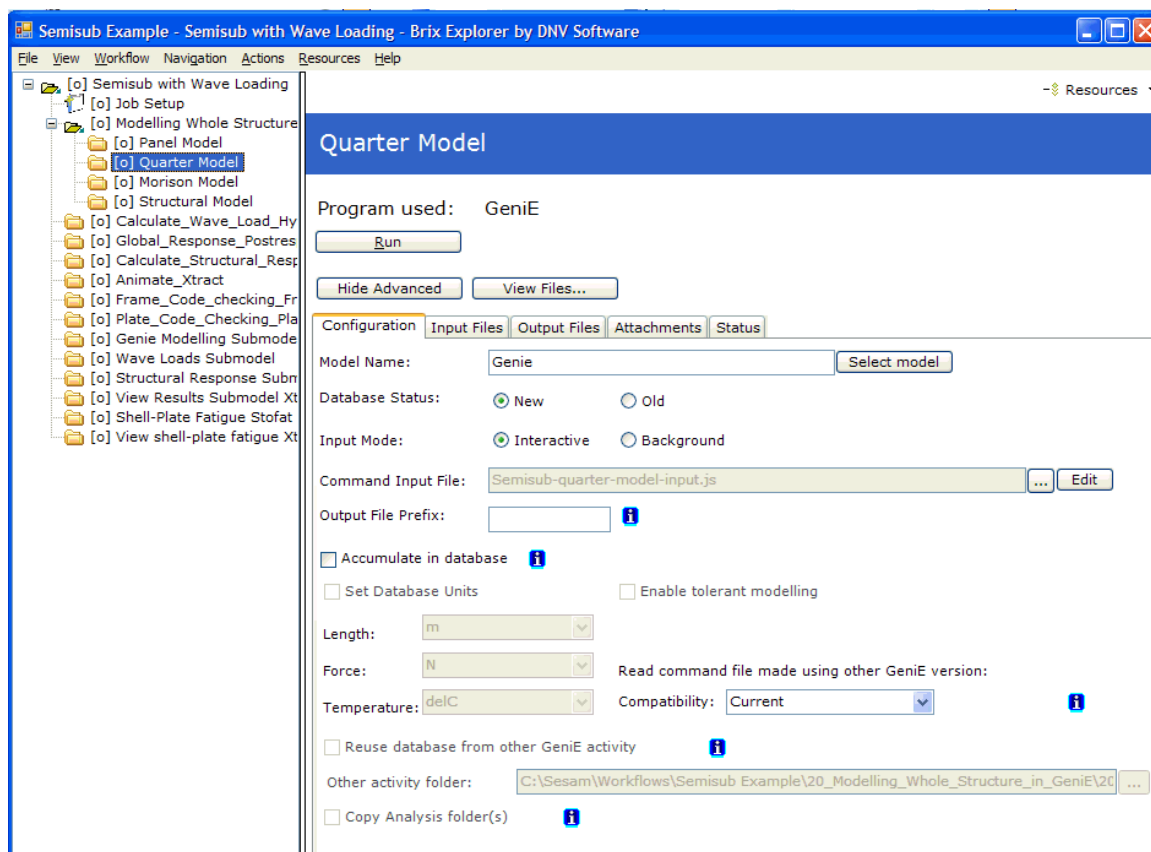 Semisub Example - Semisub with Wave Loading - Brix Explorer by DNV Software
File View Workflow Navigation Actions Resources Help
[o] Semisub with Wave Loading
[o] Job Setup
[o] Modelling Whole Structure
[o] Panel Model
[o] Quarter Model
[o] Morison Model
[o] Structural Model
[o] Calculate_Wave_Load_Hy
[o] Global_Response_Postres
[o] Calculate_Structural_Resp
[o] Animate_Xtract
[o] Frame_Code_checking_Fr
[o] Plate_Code_Checking_Pla
[o] Genie Modelling Submode
[o] Wave Loads Submodel
[o] Structural Response Subm
[o] View Results Submodel Xt
[o] Shell-Plate Fatigue Stofat
[o] View shell-plate fatigue Xt
Resources
Quarter Model
Program used: GeniE
Run
Hide Advanced View Files...
Configuration Input Files Output Files Attachments Status
Model Name: Genie Select model
Database Status: New Old
Input Mode: Interactive Background
Command Input File: Semisub-quarter-model-input.js ... Edit
Output File Prefix:
Accumulate in database
Set Database Units Enable tolerant modelling
Length: m
Force: N Read command file made using other GeniE version:
Temperature: delC Compatibility: Current
Reuse database from other GeniE activity
Other activity folder: C:\Sesam\Workflows\Semisub Example\20_Modelling_Whole_Structure_in_GeniE\20 ...
Copy Analysis folder(s)